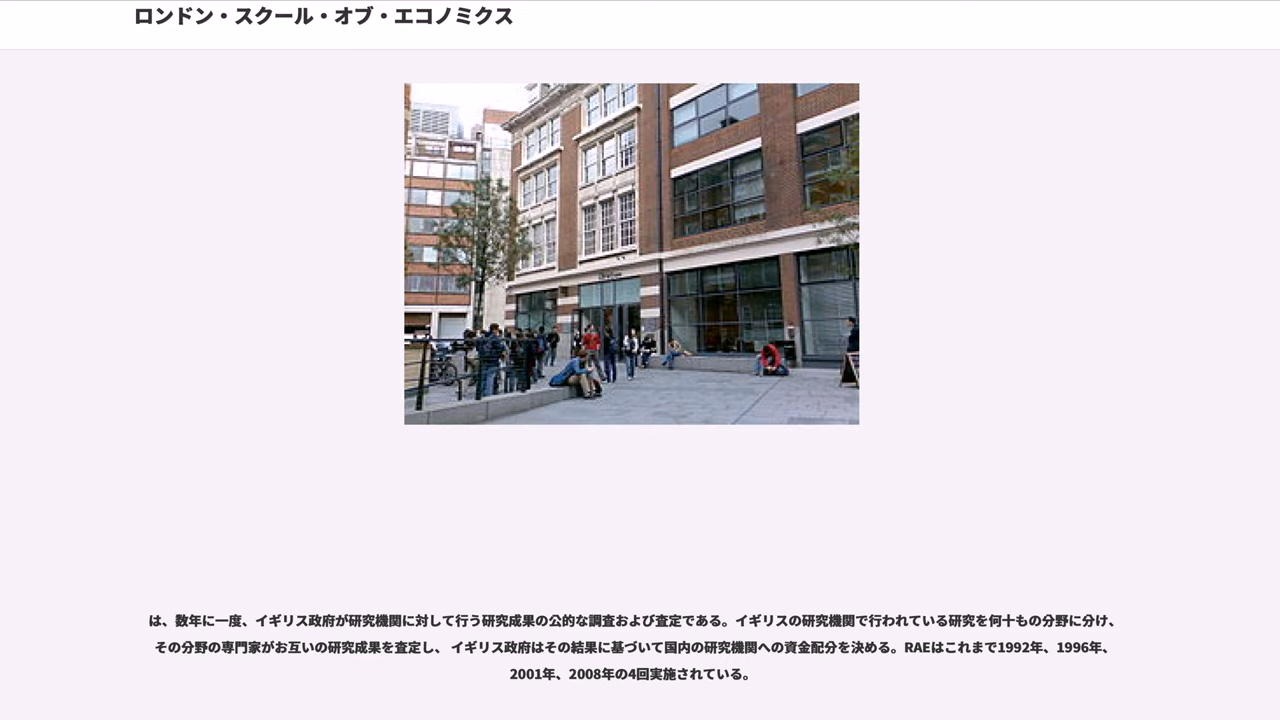 ロンドン・スクール・オブ・エコノミクス
は、数年に一度、イギリス政府が研究機関に対して行う研究成果の公的な調査および査定である。イギリスの研究機関で行われている研究を何十もの分野に分け、
その分野の専門家がお互いの研究成果を査定し、 イギリス政府はその結果に基づいて国内の研究機関への資金配分を決める。RAEはこれまで1992年、1996年、
2001年、2008年の4回実施されている。